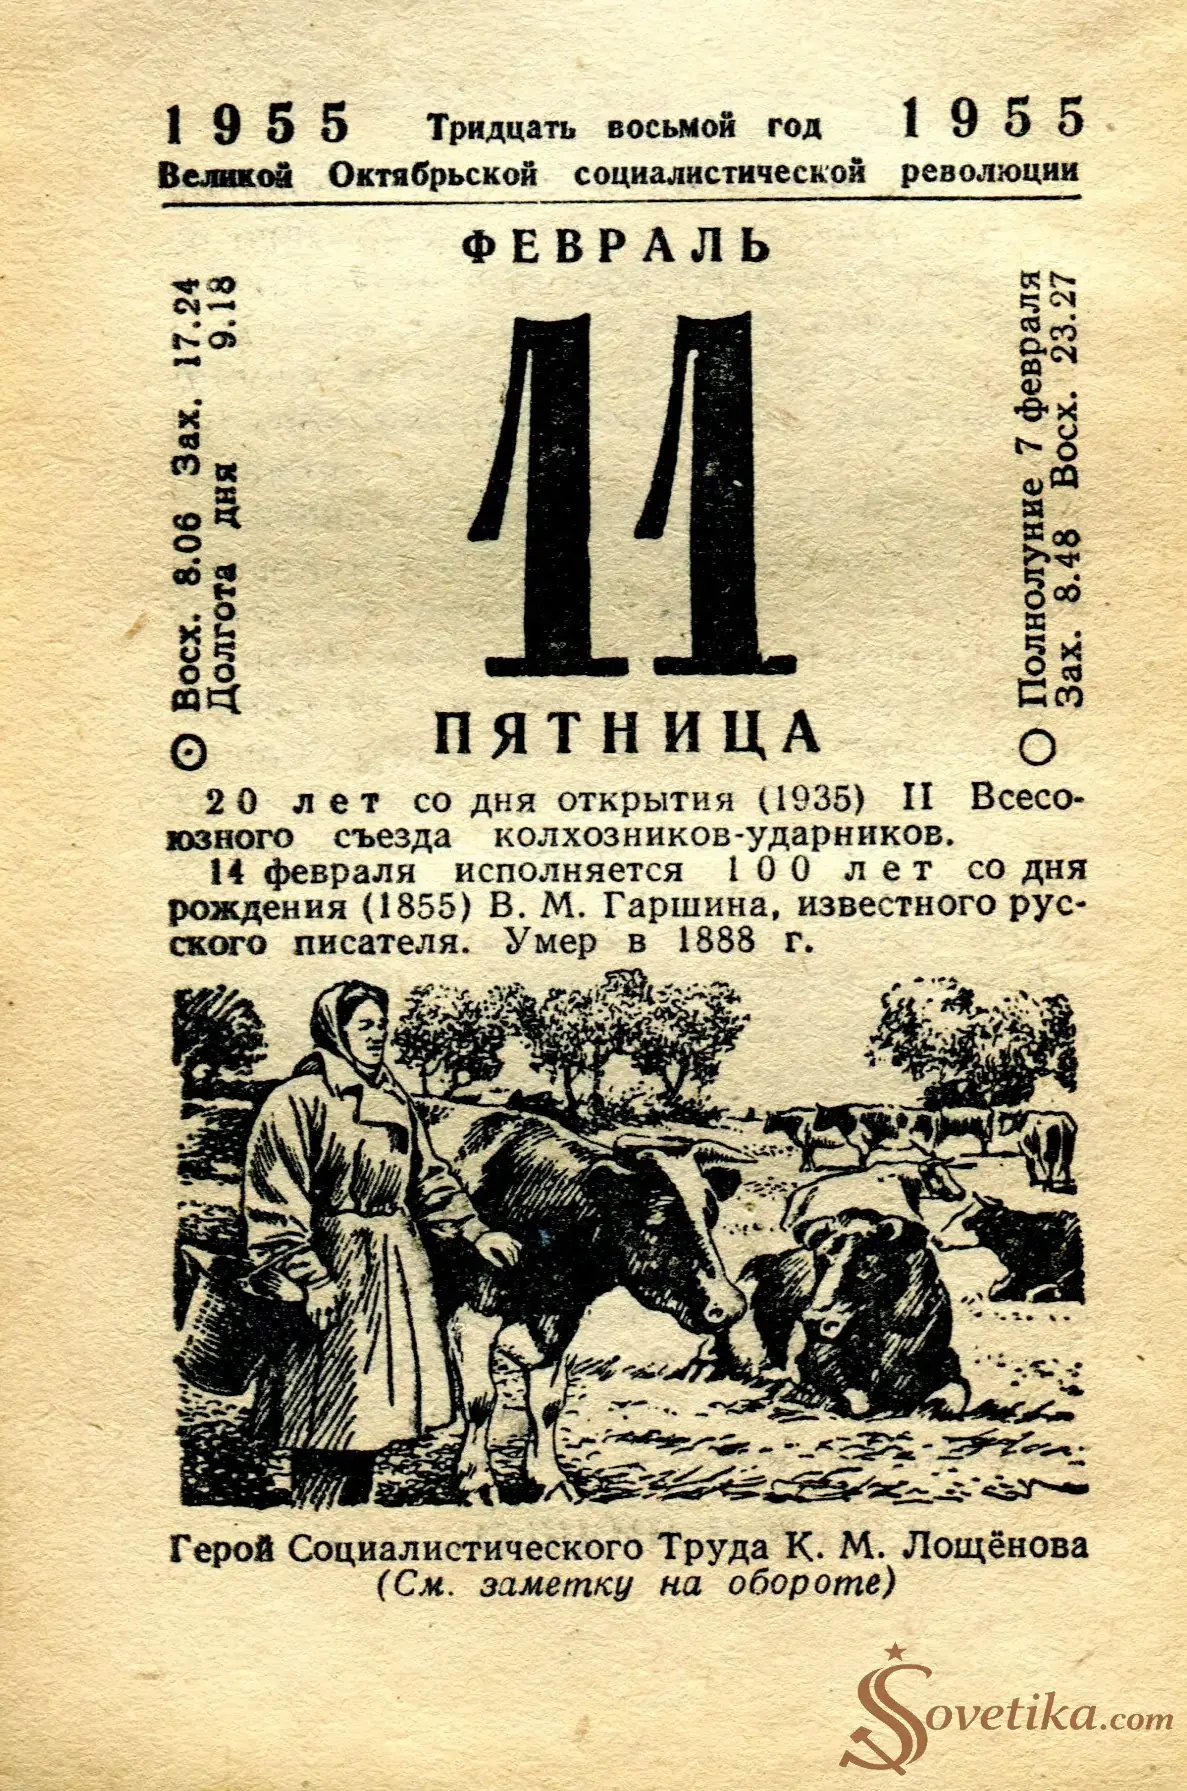 1955 Тридцать восьмой год 1955
Великой Октябрьской социалистической революции
ФЕВРАЛЬ
Восх. 8.06 Зах. 17.24
Долгота дня 9.18
11
Полнолуние 7 февраля
Зах. 8.48 Восх. 23.27
ПЯТНИЦА
20 лет со дня открытия (1935) II Всесо-
юзного съезда колхозников-ударников.
14 февраля исполняется 100 лет со дня
рождения (1855) В. М. Гаршина, известного рус-
ского писателя. Умер в 1888 г.
Герой Социалистического Труда К. М. Лощёнова
(См. заметку на обороте)
Sovetika.com